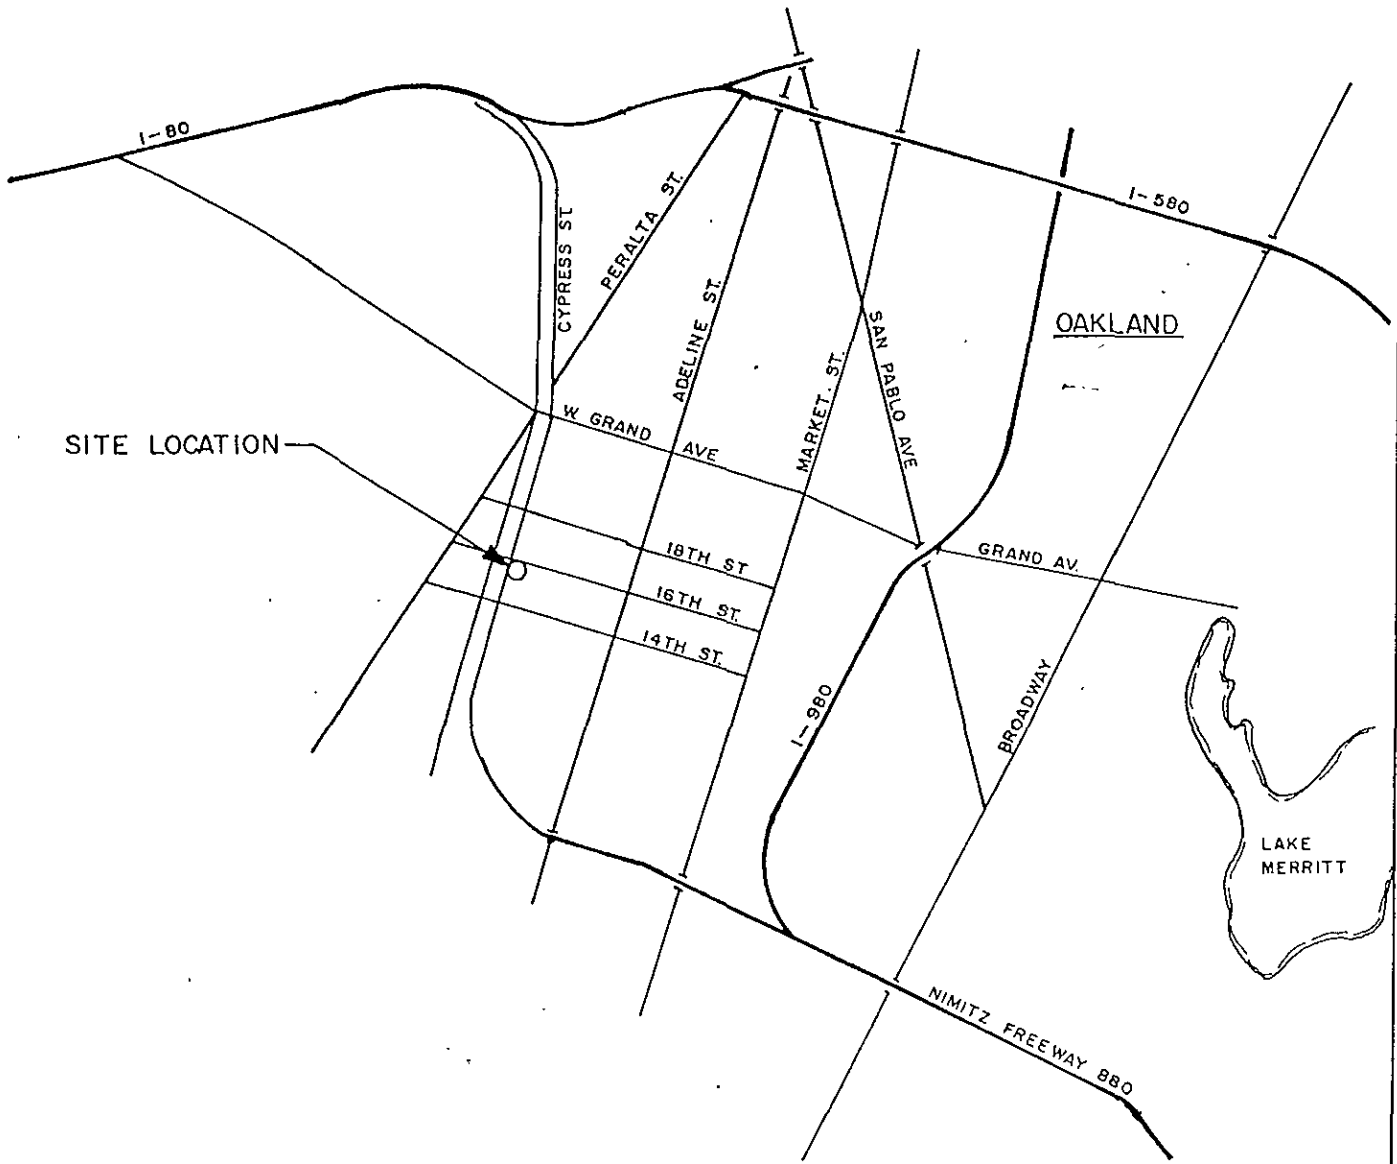 I-80
I-580
CYPRESS ST
PERALTA ST.
ADELINE ST.
MARKET ST.
SAN PABLO AVE
OAKLAND
SITE LOCATION
W GRAND AVE
18TH ST
16TH ST.
14TH ST.
GRAND AV.
I-980
BROADWAY
LAKE
MERRITT
NIMITZ FREEWAY 880